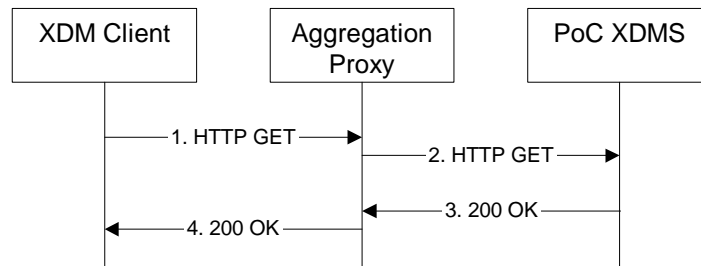 XDM Client
Aggregation
Proxy
PoC XDMS
1. HTTP GET
2. HTTP GET
3. 200 OK
4. 200 OK